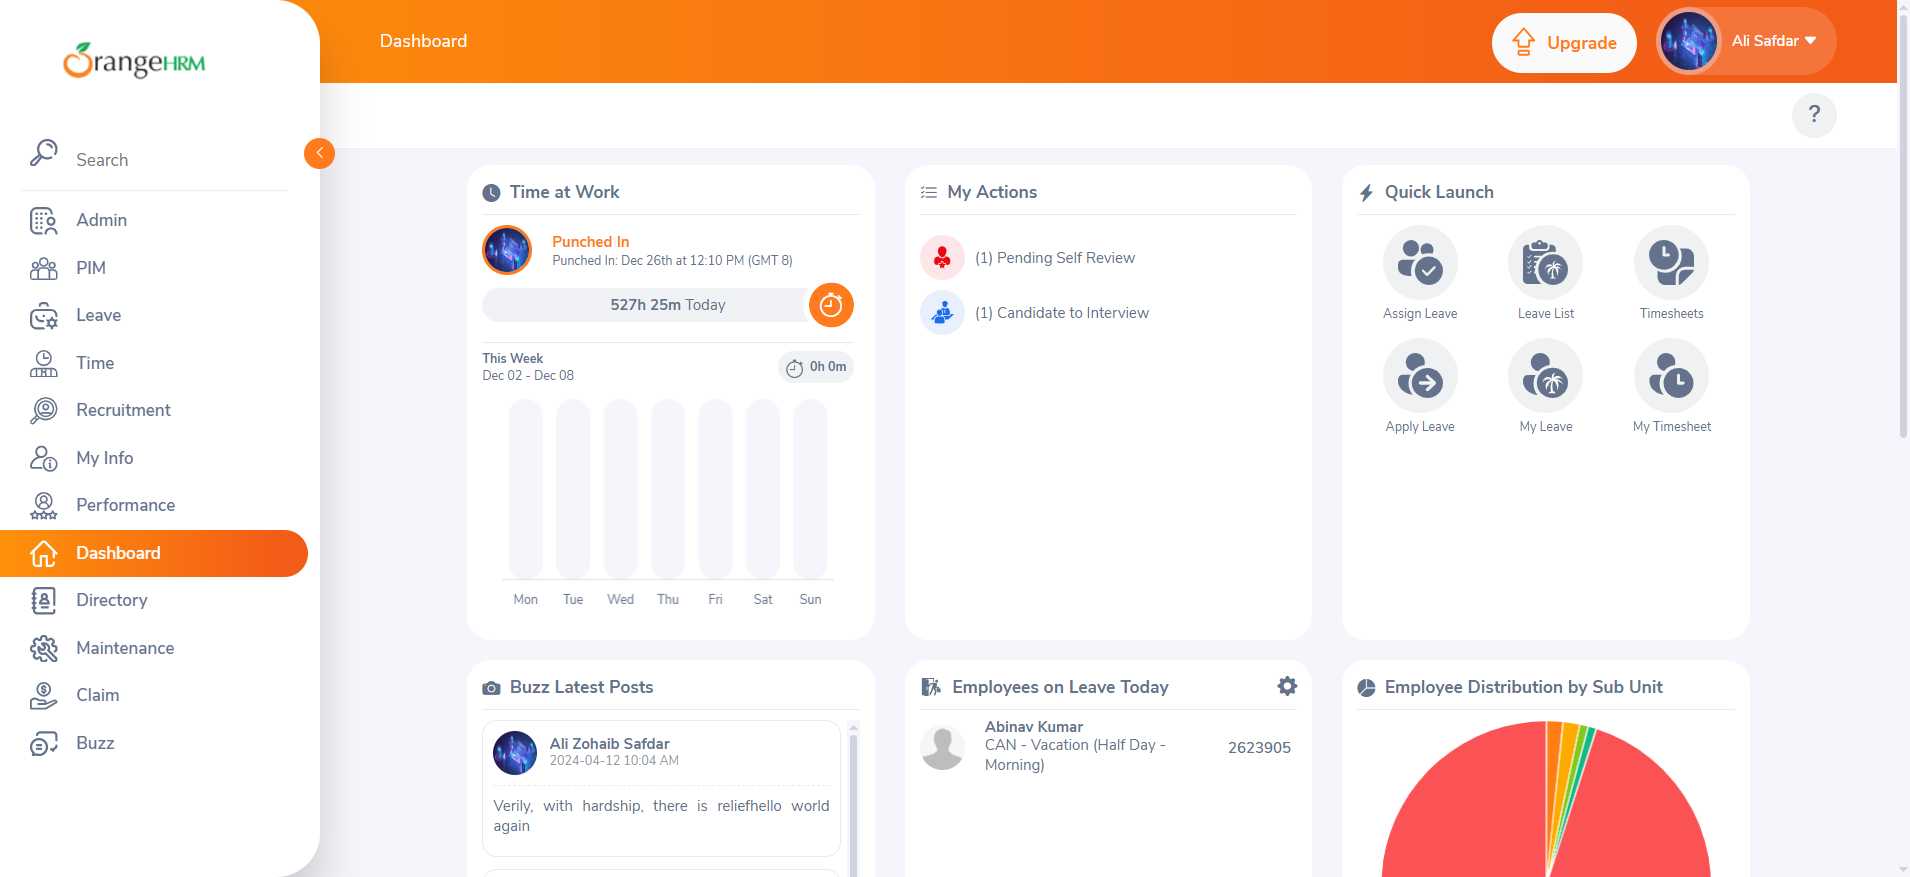 OrangeHRM
Search
Admin
PIM
Leave
Time
Recruitment
My Info
Performance
Dashboard
Directory
Maintenance
Claim
Buzz
Dashboard
Upgrade
Ali Safdar
?
Time at Work
Punched In
Punched In: Dec 26th at 12:10 PM (GMT 8)
527h 25m Today
This Week
Dec 02 - Dec 08
0h 0m
Mon Tue Wed Thu Fri Sat Sun
My Actions
(1) Pending Self Review
(1) Candidate to Interview
Quick Launch
Assign Leave
Leave List
Timesheets
Apply Leave
My Leave
My Timesheet
Buzz Latest Posts
Ali Zohaib Safdar
2024-04-12 10:04 AM
Verily, with hardship, there is reliefhello world
again
Employees on Leave Today
Abinav Kumar
CAN - Vacation (Half Day -
Morning)
2623905
Employee Distribution by Sub Unit